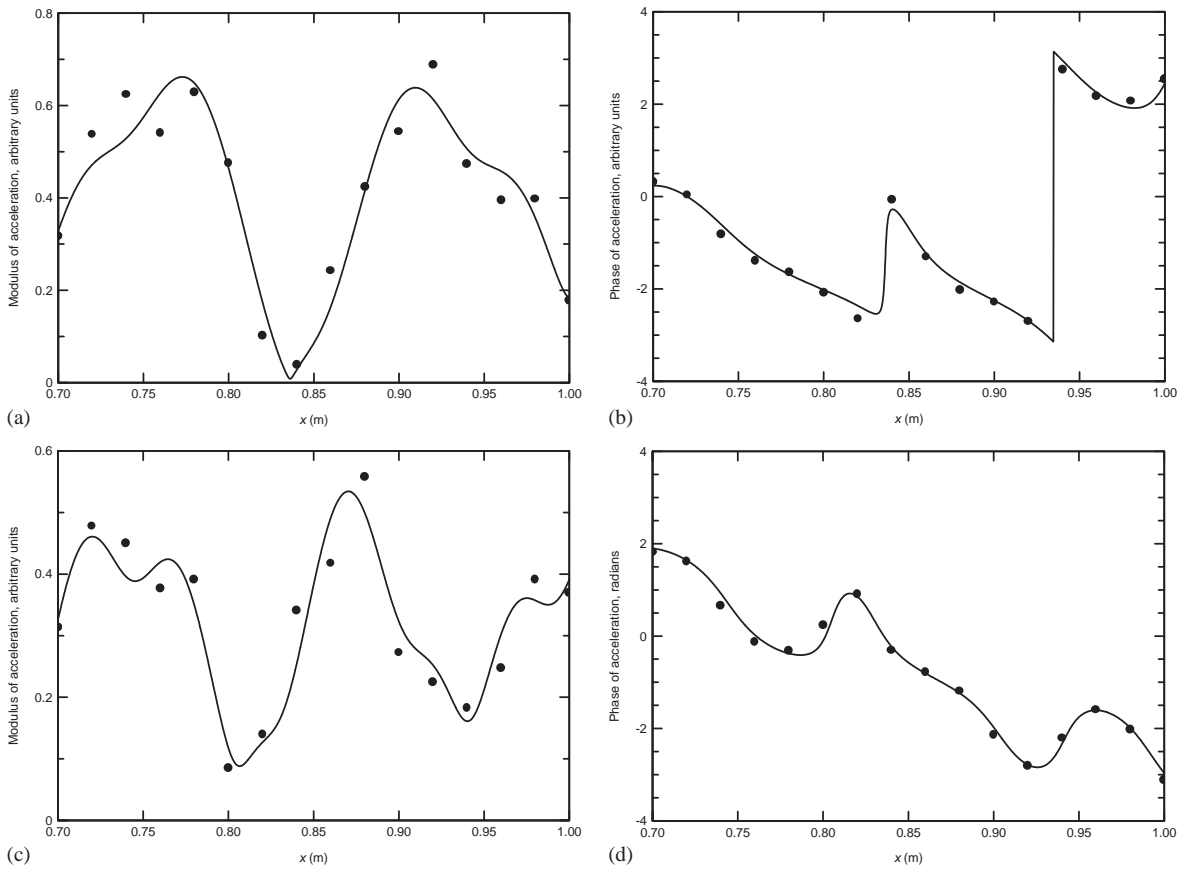 0.8
0.6
0.4
0.2
0
0.70 0.75 0.80 0.85 0.90 0.95 1.00
Modulus of acceleration, arbitrary units
x (m)
(a)
4
2
0
-2
-4
0.70 0.75 0.80 0.85 0.90 0.95 1.00
Phase of acceleration, arbitrary units
x (m)
(b)
0.6
0.4
0.2
0
0.70 0.75 0.80 0.85 0.90 0.95 1.00
Modulus of acceleration, arbitrary units
x (m)
(c)
4
2
0
-2
-4
0.70 0.75 0.80 0.85 0.90 0.95 1.00
Phase of acceleration, radians
x (m)
(d)